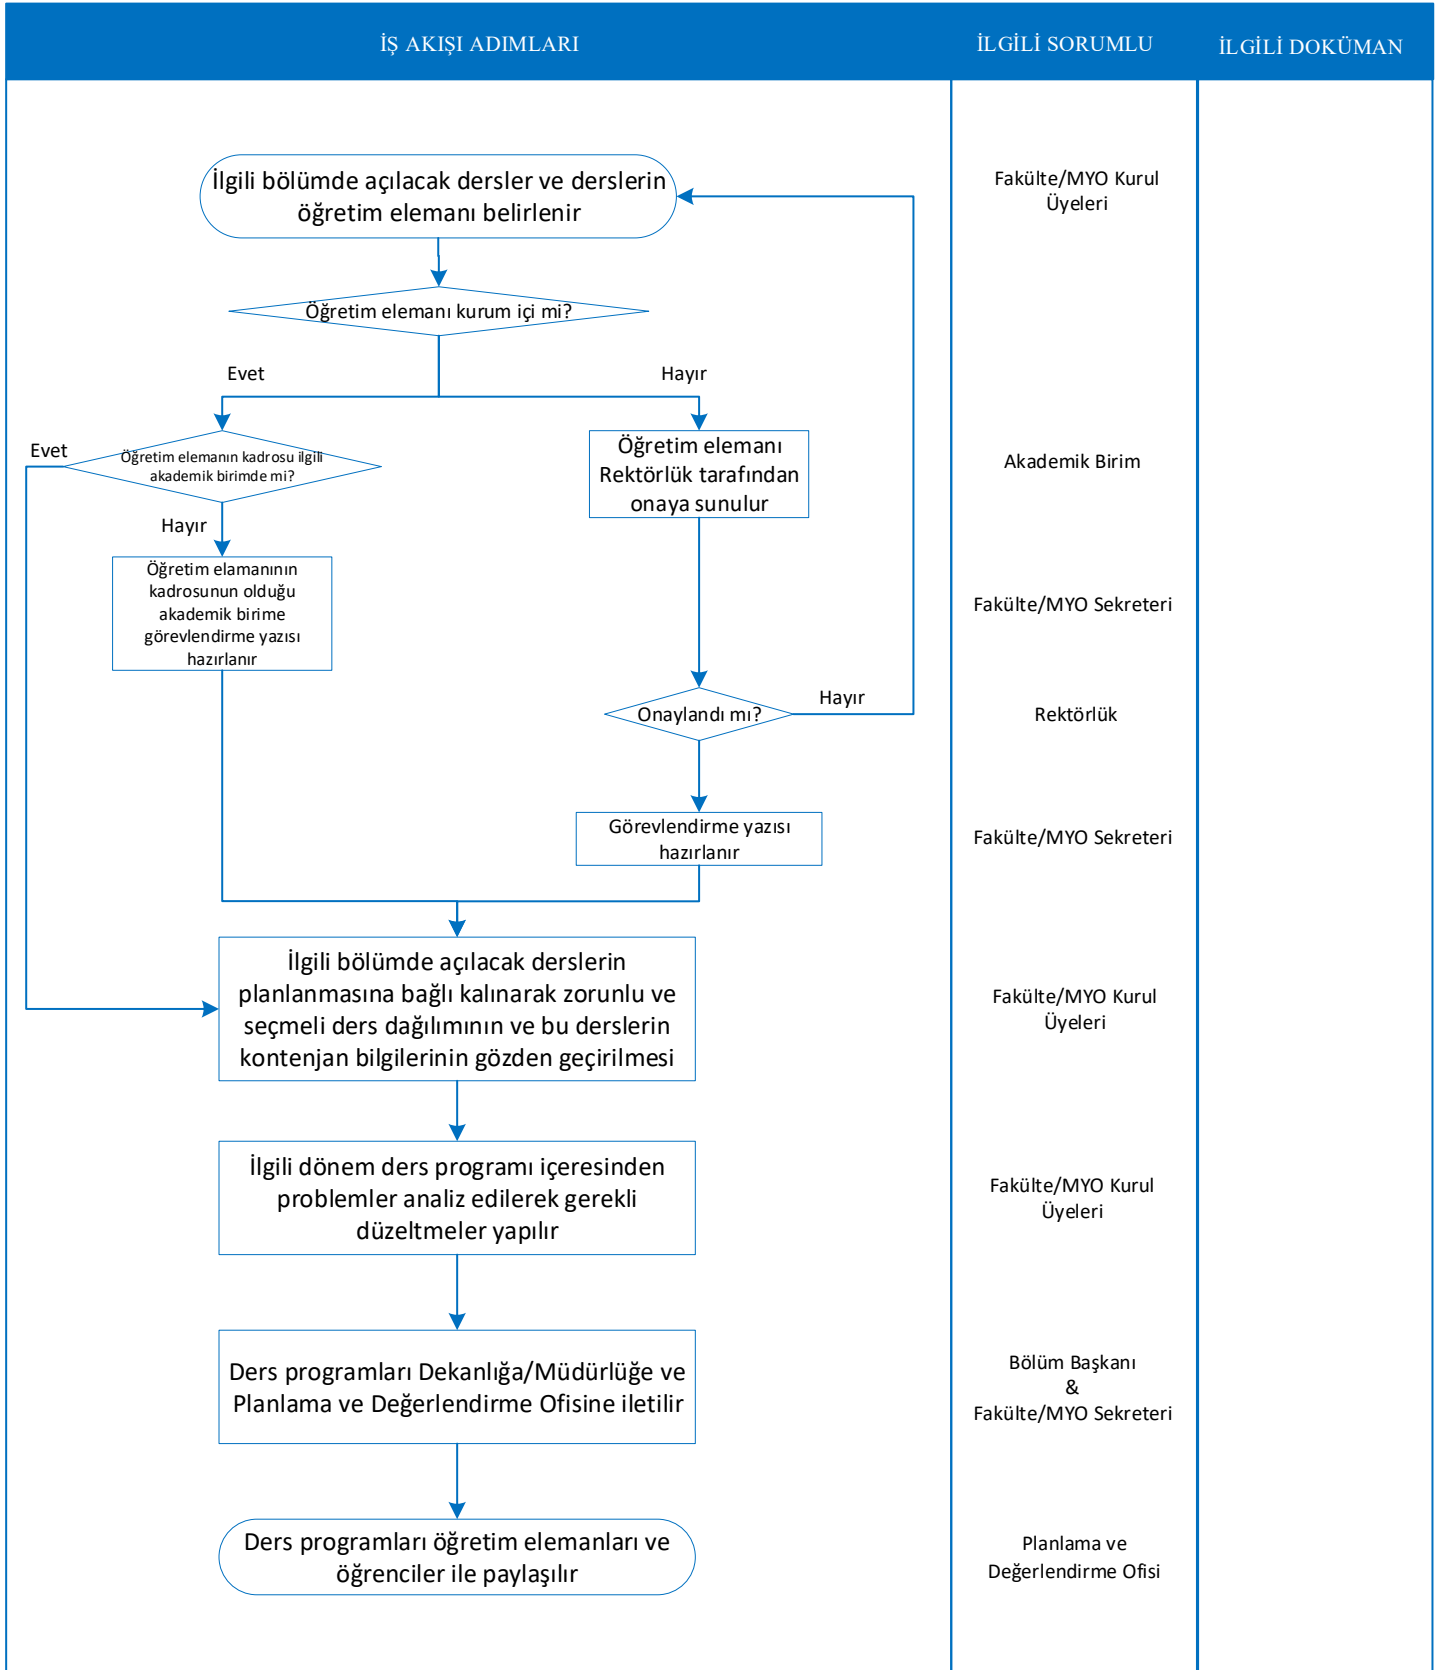 İŞ AKIŞI ADIMLARI
İLGİLİ SORUMLU
İLGİLİ DOKÜMAN
İlgili bölümde açılacak dersler ve derslerin
öğretim elemanı belirlenir
Fakülte/MYO Kurul
Üyeleri
Öğretim elemanı kurum içi mi?
Evet
Hayır
Evet
Öğretim elemanın kadrosu ilgili
akademik birimde mi?
Öğretim elemanı
Rektörlük tarafından
onaya sunulur
Akademik Birim
Hayır
Öğretim elamanının
kadrosunun olduğu
akademik birime
görevlendirme yazısı
hazırlanır
Fakülte/MYO Sekreteri
Onaylandı mı?
Hayır
Rektörlük
Görevlendirme yazısı
hazırlanır
Fakülte/MYO Sekreteri
İlgili bölümde açılacak derslerin
planlanmasına bağlı kalınarak zorunlu ve
seçmeli ders dağılımının ve bu derslerin
kontenjan bilgilerinin gözden geçirilmesi
Fakülte/MYO Kurul
Üyeleri
İlgili dönem ders programı içeresinden
problemler analiz edilerek gerekli
düzeltmeler yapılır
Fakülte/MYO Kurul
Üyeleri
Ders programları Dekanlığa/Müdürlüğe ve
Planlama ve Değerlendirme Ofisine iletilir
Bölüm Başkanı
&
Fakülte/MYO Sekreteri
Ders programları öğretim elemanları ve
öğrenciler ile paylaşılır
Planlama ve
Değerlendirme Ofisi